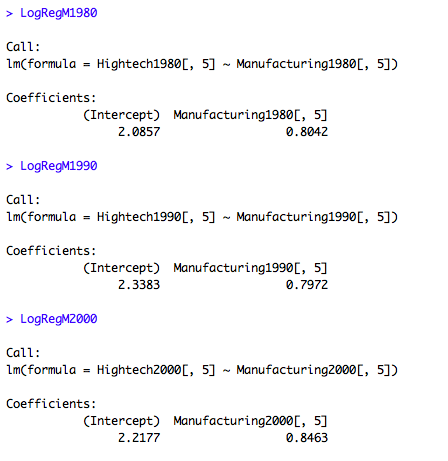 > LogRegM1980
Call:
lm(formula = Hightech1980[, 5] ~ Manufacturing1980[, 5])
Coefficients:
(Intercept)  Manufacturing1980[, 5]
2.0857                  0.8042
> LogRegM1990
Call:
lm(formula = Hightech1990[, 5] ~ Manufacturing1990[, 5])
Coefficients:
(Intercept)  Manufacturing1990[, 5]
2.3383                  0.7972
> LogRegM2000
Call:
lm(formula = Hightech2000[, 5] ~ Manufacturing2000[, 5])
Coefficients:
(Intercept)  Manufacturing2000[, 5]
2.2177                  0.8463